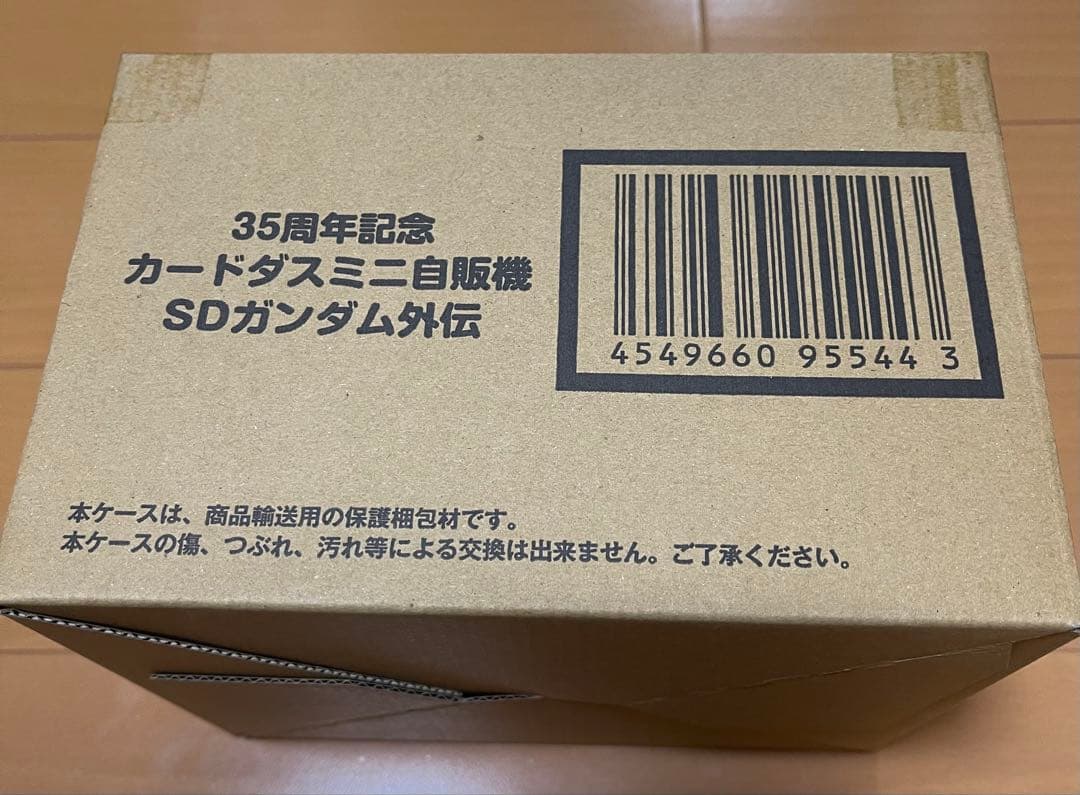 35周年記念
カードダスミニ自販機
SDガンダム外伝
4549660 95544 3
本ケースは、商品輸送用の保護梱包材です。
本ケースの傷、つぶれ、汚れ等による交換は出来ません。ご了承ください。